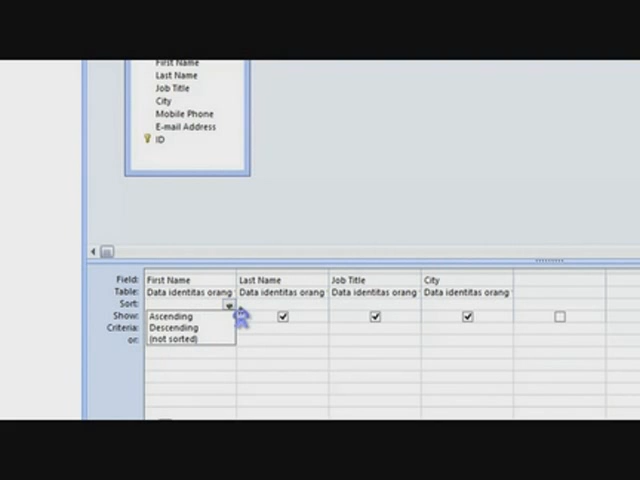 First Name
Last Name
Job Title
City
Mobile Phone
E-mail Address
ID
Field: First Name Last Name Job Title City
Table: Data identitas orang Data identitas orang Data identitas orang Data identitas orang
Sort:
Show: Ascending
Criteria: Descending
or: (not sorted)